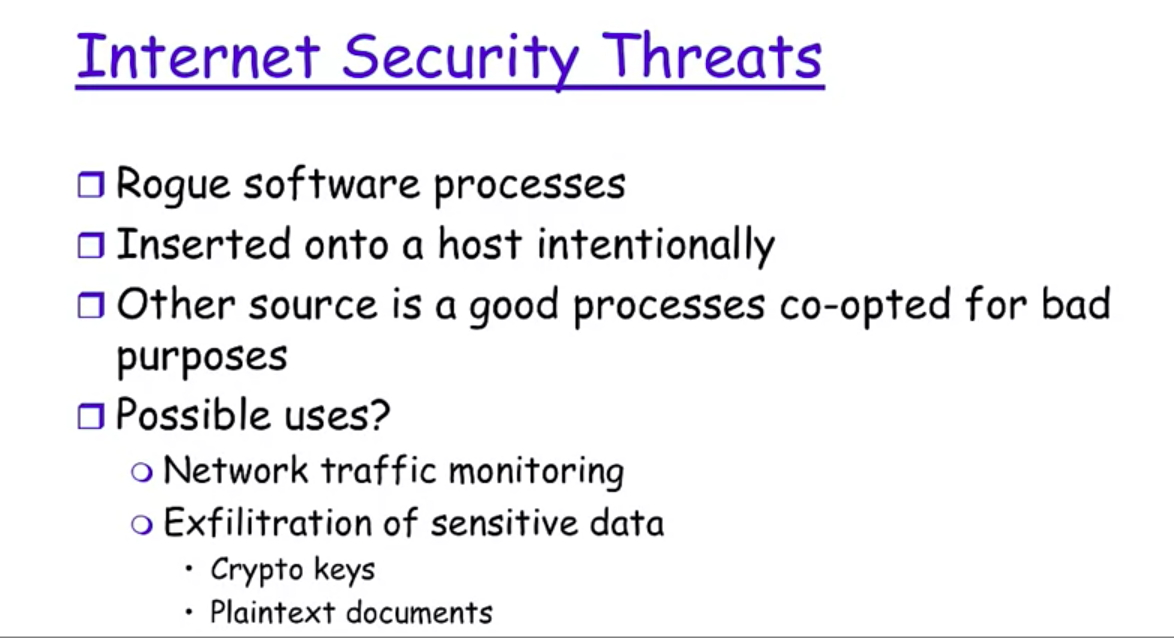 Internet Security Threats
Rogue software processes
Inserted onto a host intentionally
Other source is a good processes co-opted for bad
purposes
Possible uses?
Network traffic monitoring
Exfilitration of sensitive data
Crypto keys
Plaintext documents